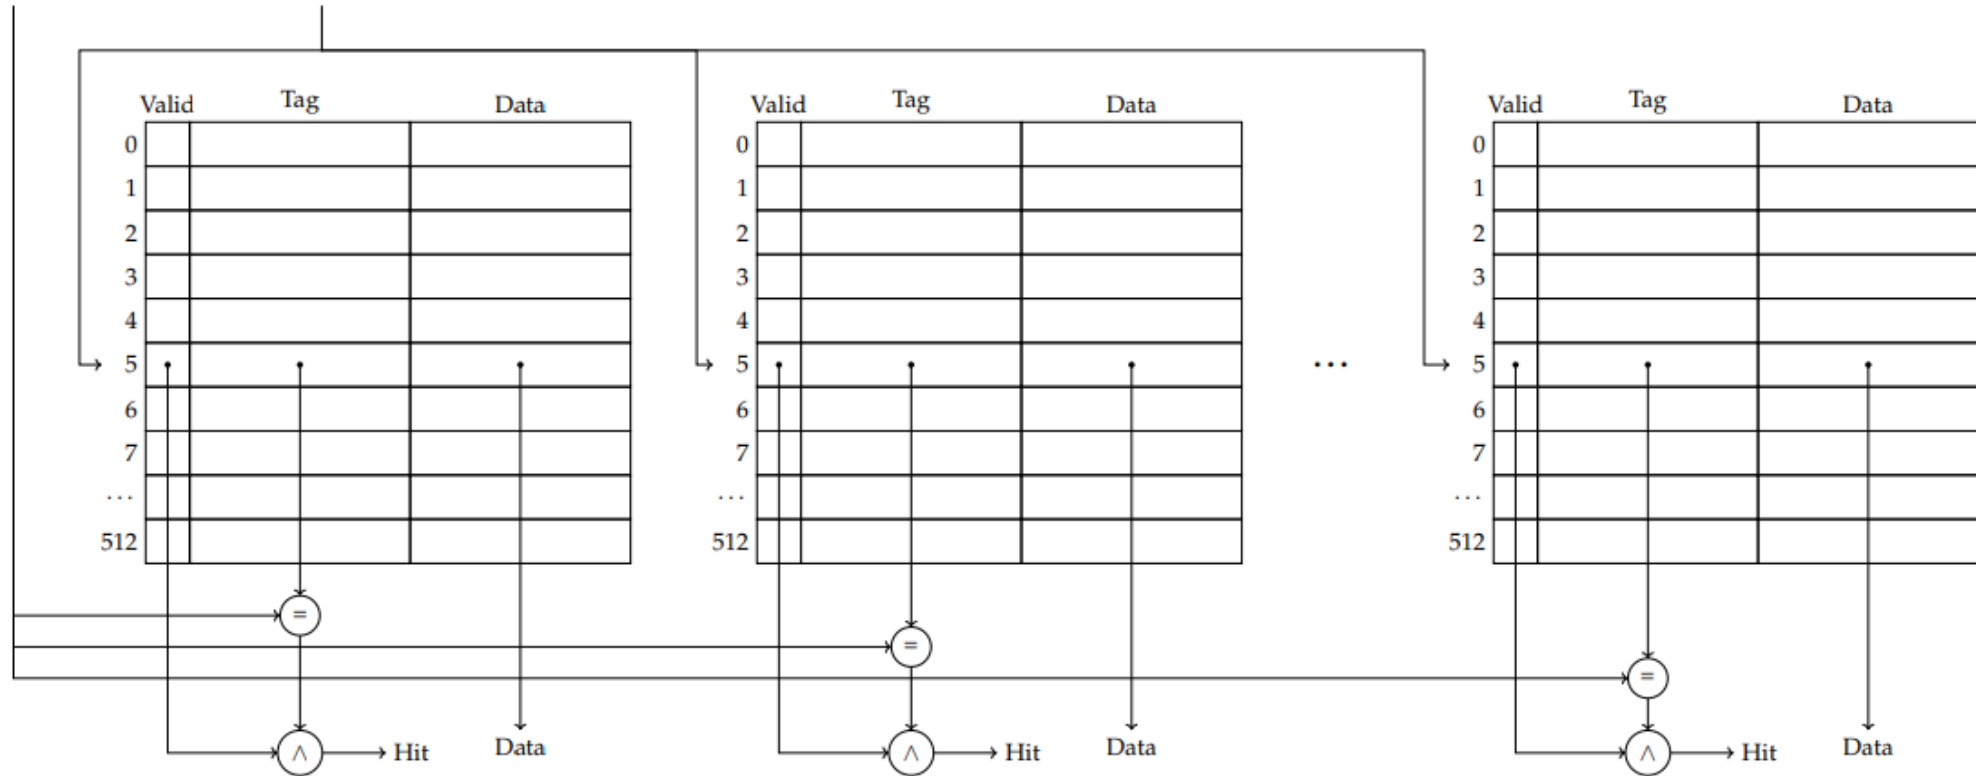 Valid Tag Data Valid Tag Data Valid Tag Data
0 0 0
1 1 1
2 2 2
3 3 3
4 4 4
5 5 ... 5
6 6 6
7 7 7
... ... ...
512 512 512
=
=
=
∧ Hit Data ∧ Hit Data ∧ Hit Data